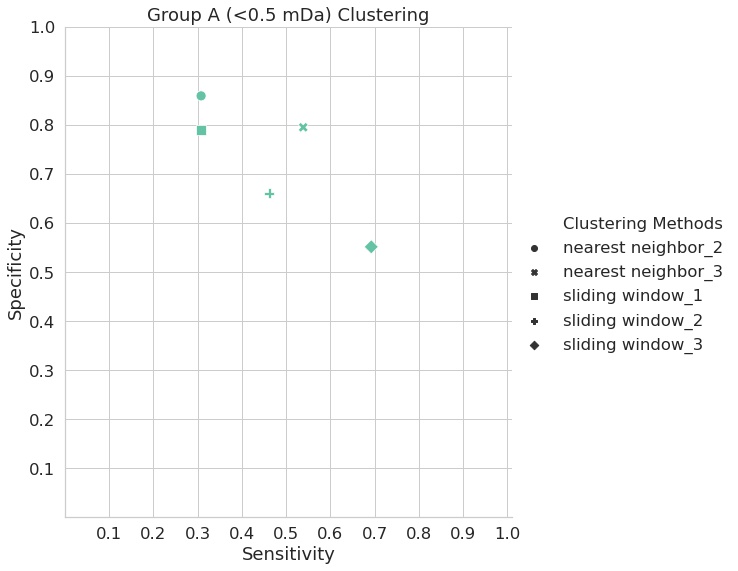 Group A (<0.5 mDa) Clustering
1.0
0.9
0.8
0.7
0.6
0.5
0.4
0.3
0.2
0.1
Specificity
0.1 0.2 0.3 0.4 0.5 0.6 0.7 0.8 0.9 1.0
Sensitivity
Clustering Methods
nearest neighbor_2
nearest neighbor_3
sliding window_1
sliding window_2
sliding window_3